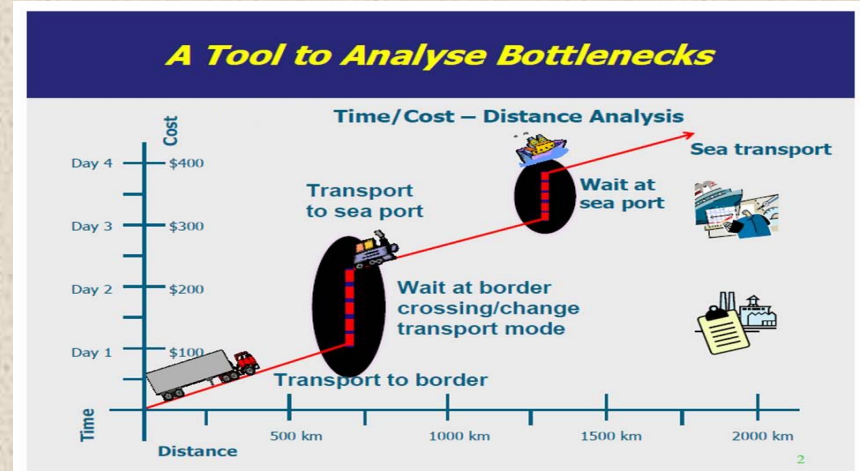 A Tool to Analyse Bottlenecks
Time/Cost – Distance Analysis
Cost
Day 4
$400
Sea transport
Transport
to sea port
Wait at
sea port
Day 3
$300
Day 2
$200
Wait at border
crossing/change
transport mode
Day 1
$100
Transport to border
Time
Distance
500 km
1000 km
1500 km
2000 km
2